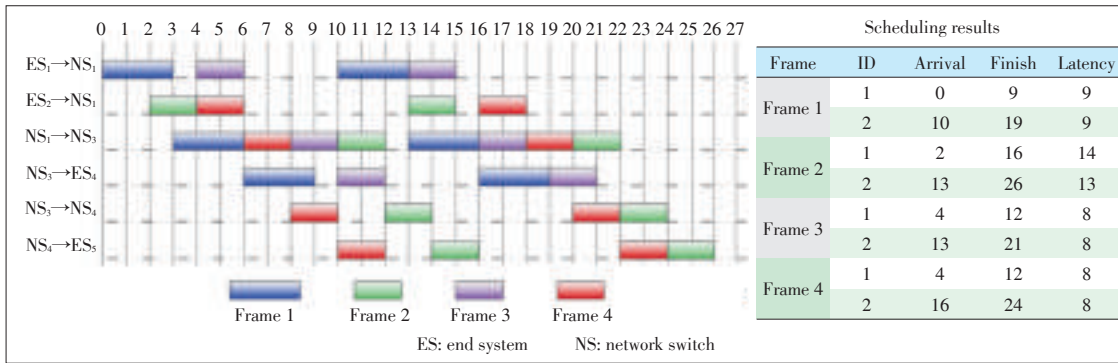 0 1 2 3 4 5 6 7 8 9 10 11 12 13 14 15 16 17 18 19 20 21 22 23 24 25 26 27
ES₁→NS₁
ES₂→NS₁
NS₁→NS₃
NS₃→ES₄
NS₃→NS₄
NS₄→ES₅
Frame 1 Frame 2 Frame 3 Frame 4
ES: end system NS: network switch
Scheduling results
Frame ID Arrival Finish Latency
Frame 1
1 0 9 9
2 10 19 9
Frame 2
1 2 16 14
2 13 26 13
Frame 3
1 4 12 8
2 13 21 8
Frame 4
1 4 12 8
2 16 24 8